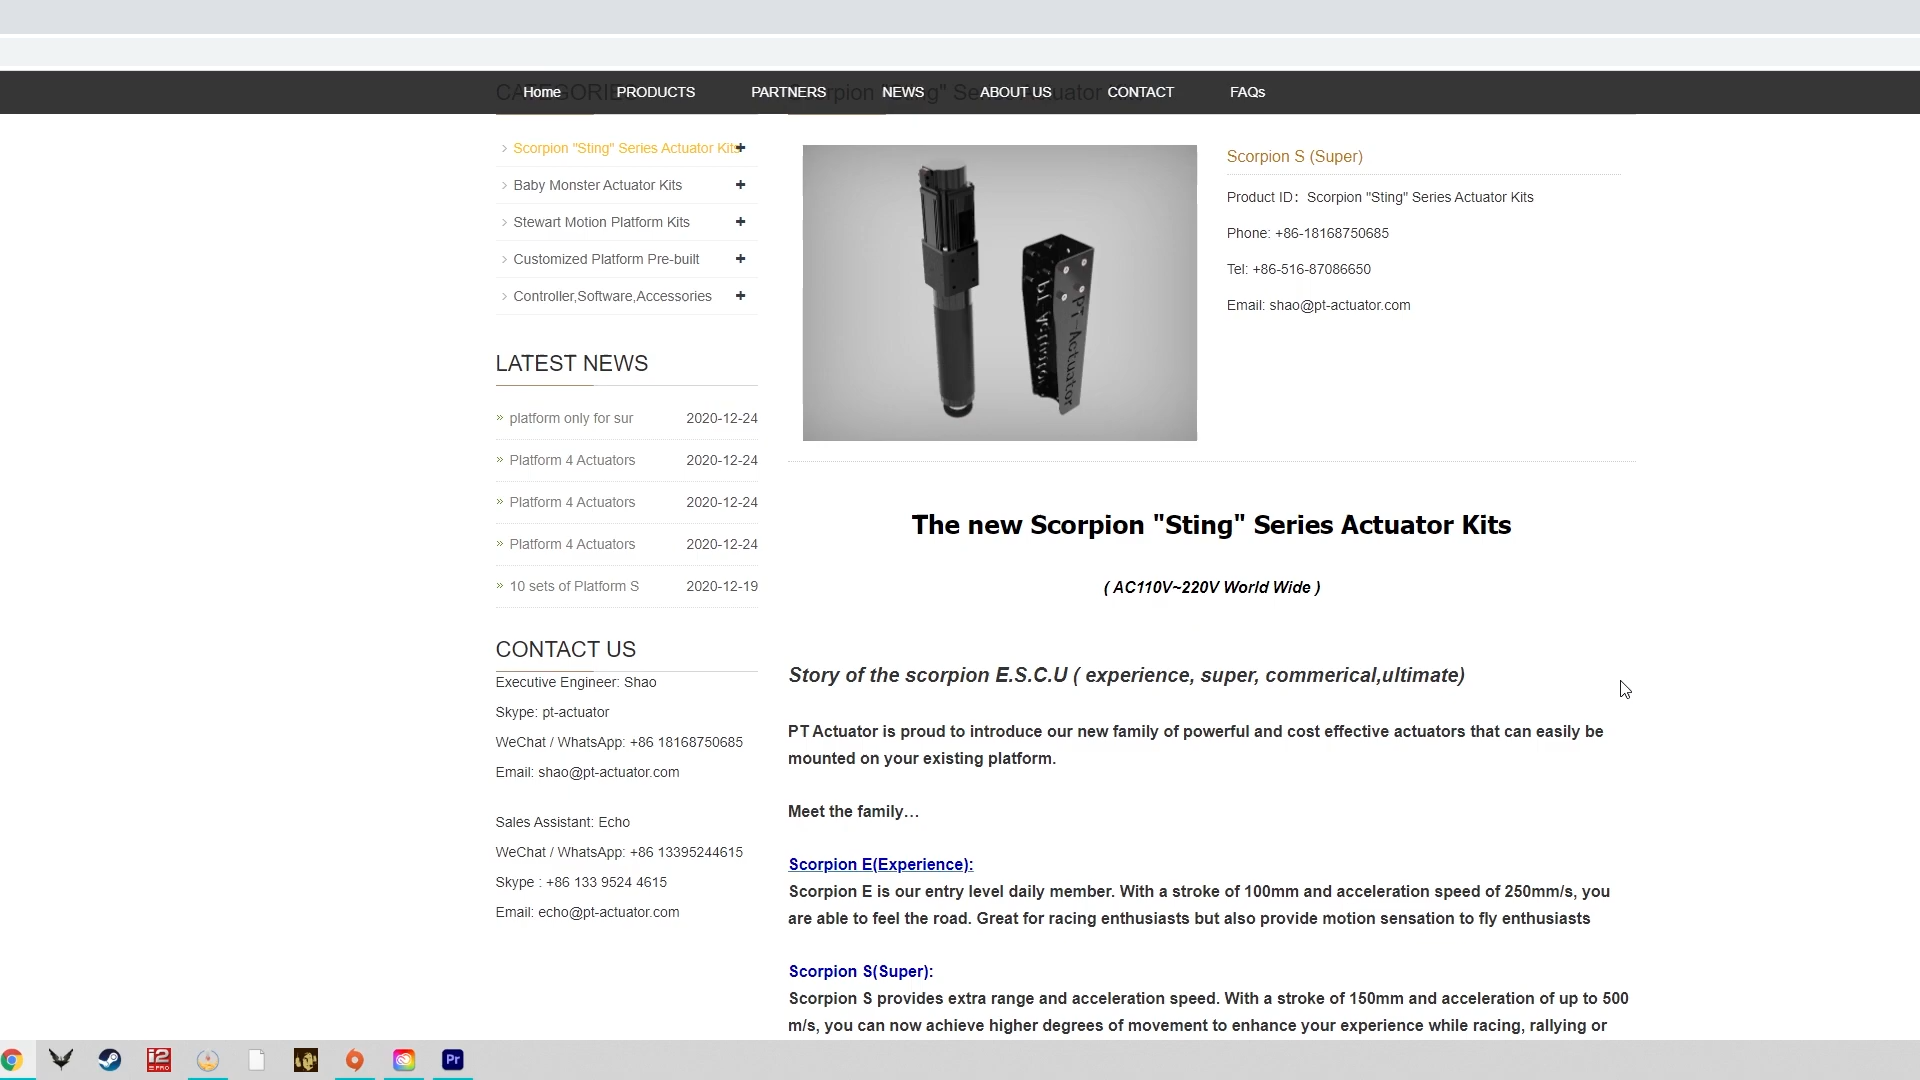 Home PRODUCTS PARTNERS NEWS ABOUT US CONTACT FAQs
CATEGORIES
Scorpion "Sting" Series Actuator Kits
Baby Monster Actuator Kits
Stewart Motion Platform Kits
Customized Platform Pre-built
Controller,Software,Accessories
LATEST NEWS
platform only for sur 2020-12-24
Platform 4 Actuators 2020-12-24
Platform 4 Actuators 2020-12-24
Platform 4 Actuators 2020-12-24
10 sets of Platform S 2020-12-19
CONTACT US
Executive Engineer: Shao
Skype: pt-actuator
WeChat / WhatsApp: +86 18168750685
Email: shao@pt-actuator.com
Sales Assistant: Echo
WeChat / WhatsApp: +86 13395244615
Skype : +86 133 9524 4615
Email: echo@pt-actuator.com
PT-Actuator
PT-Actuator
Scorpion S (Super)
Product ID：Scorpion "Sting" Series Actuator Kits
Phone: +86-18168750685
Tel: +86-516-87086650
Email: shao@pt-actuator.com
The new Scorpion "Sting" Series Actuator Kits
( AC110V~220V World Wide )
Story of the scorpion E.S.C.U ( experience, super, commerical,ultimate)
PT Actuator is proud to introduce our new family of powerful and cost effective actuators that can easily be
mounted on your existing platform.
Meet the family…
Scorpion E(Experience):
Scorpion E is our entry level daily member. With a stroke of 100mm and acceleration speed of 250mm/s, you
are able to feel the road. Great for racing enthusiasts but also provide motion sensation to fly enthusiasts
Scorpion S(Super):
Scorpion S provides extra range and acceleration speed. With a stroke of 150mm and acceleration of up to 500
m/s, you can now achieve higher degrees of movement to enhance your experience while racing, rallying or
i2 PRO
Pr